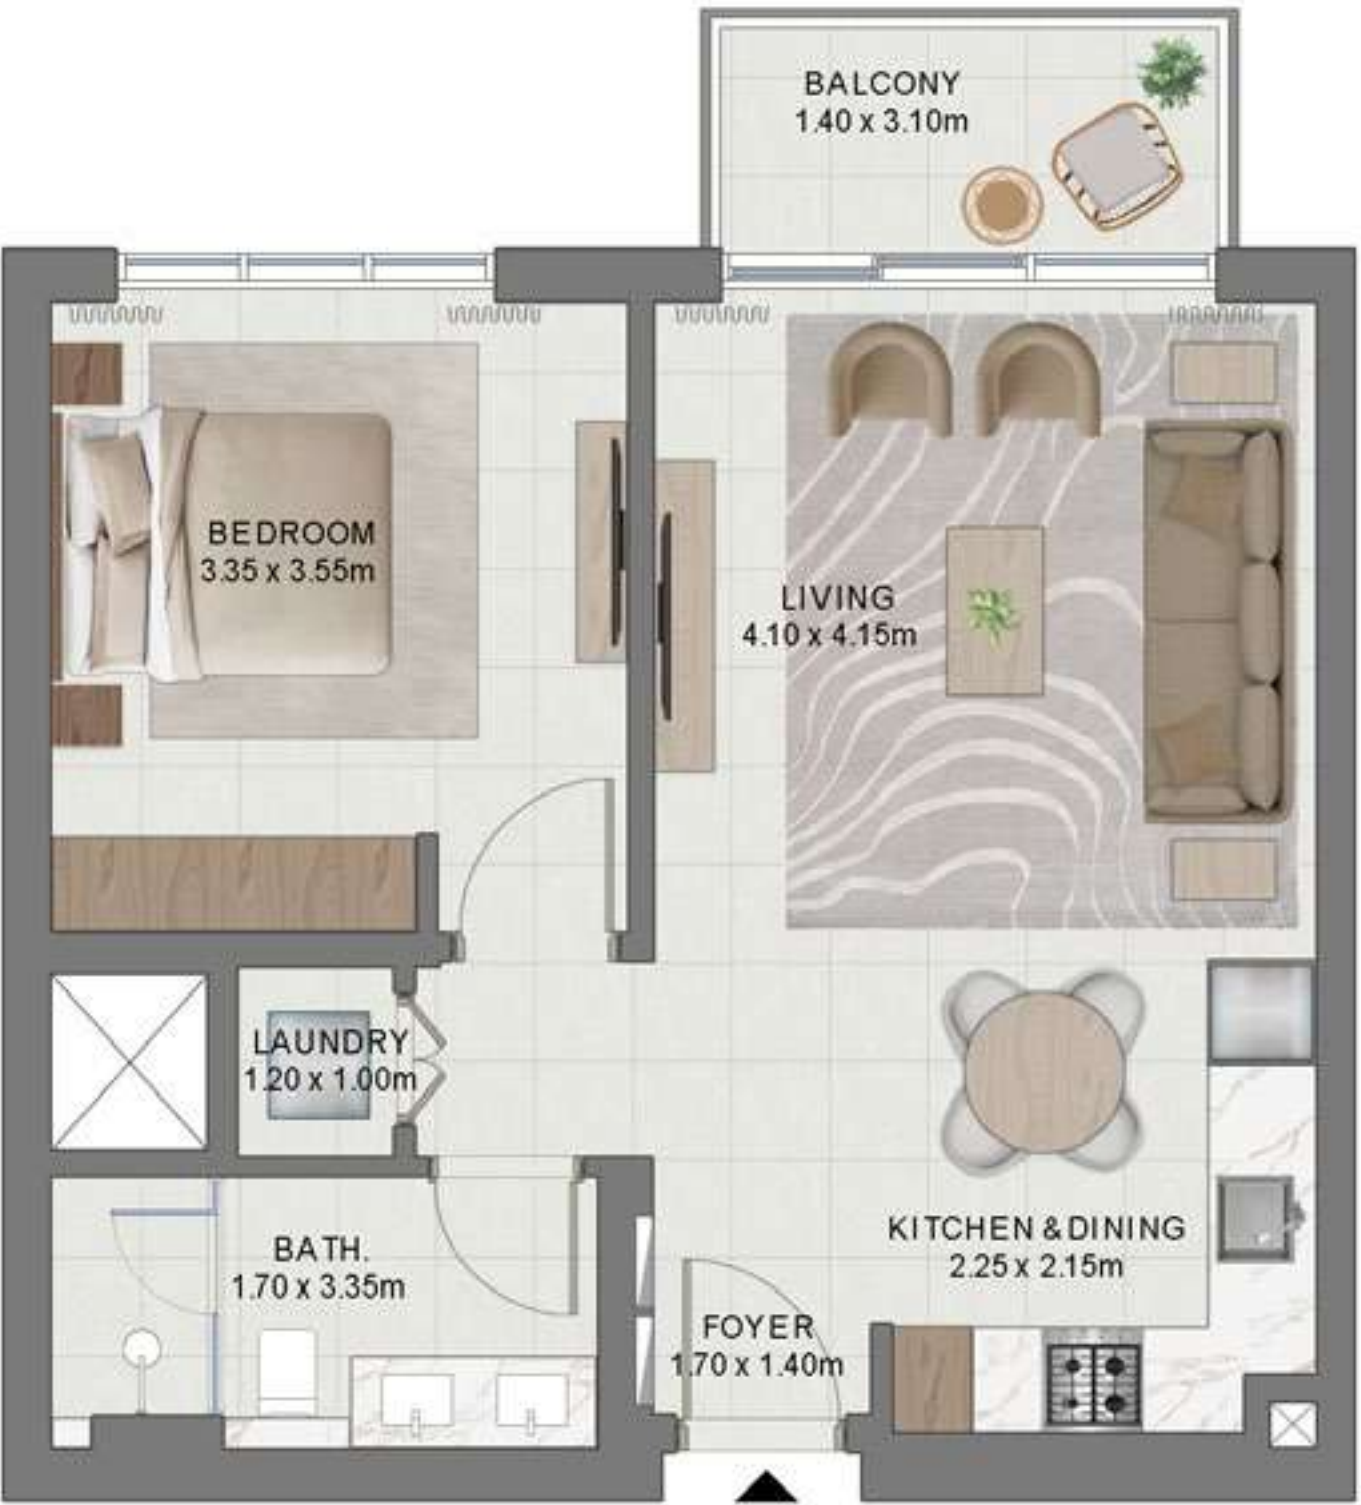 BALCONY
1.40 x 3.10m
BEDROOM
3.35 x 3.55m
LIVING
4.10 x 4.15m
LAUNDRY
1.20 x 1.00m
KITCHEN & DINING
2.25 x 2.15m
BATH.
1.70 x 3.35m
FOYER
1.70 x 1.40m